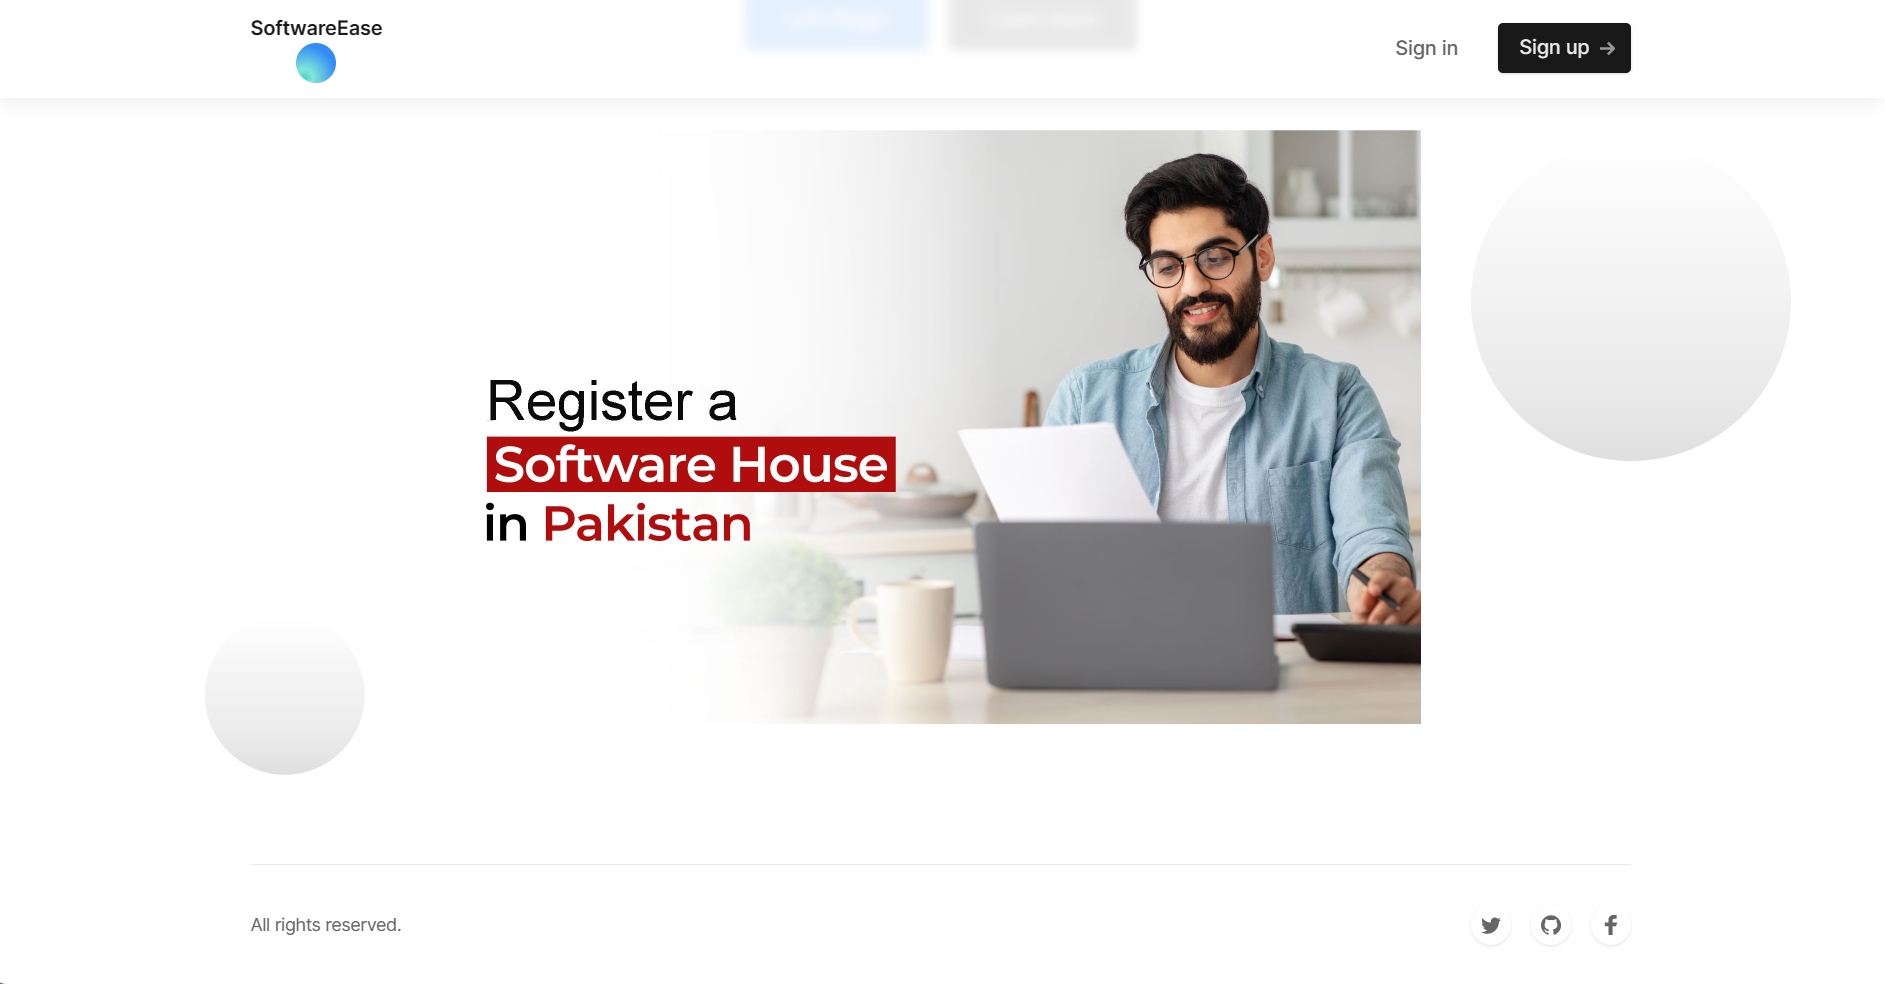 SoftwareEase
Sign in
Sign up
Register a
Software House
in Pakistan
All rights reserved.